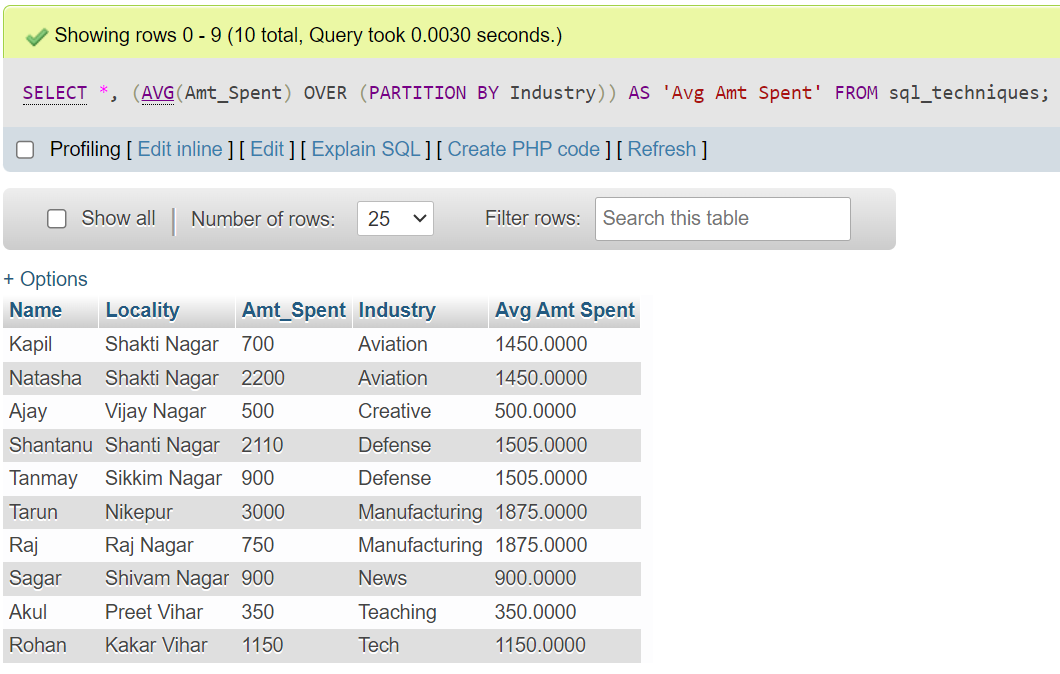 Showing rows 0 - 9 (10 total, Query took 0.0030 seconds.)
SELECT *, (AVG(Amt_Spent) OVER (PARTITION BY Industry)) AS 'Avg Amt Spent' FROM sql_techniques;
Profiling [ Edit inline ] [ Edit ] [ Explain SQL ] [ Create PHP code ] [ Refresh ]
Show all | Number of rows: 25 Filter rows: Search this table
+ Options
Name Locality Amt_Spent Industry Avg Amt Spent
Kapil Shakti Nagar 700 Aviation 1450.0000
Natasha Shakti Nagar 2200 Aviation 1450.0000
Ajay Vijay Nagar 500 Creative 500.0000
Shantanu Shanti Nagar 2110 Defense 1505.0000
Tanmay Sikkim Nagar 900 Defense 1505.0000
Tarun Nikepur 3000 Manufacturing 1875.0000
Raj Raj Nagar 750 Manufacturing 1875.0000
Sagar Shivam Nagar 900 News 900.0000
Akul Preet Vihar 350 Teaching 350.0000
Rohan Kakar Vihar 1150 Tech 1150.0000